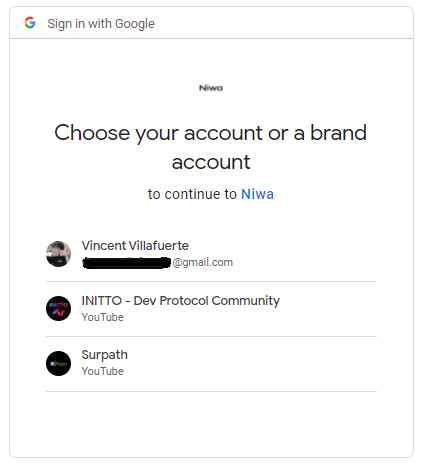 Sign in with Google
Niwa
Choose your account or a brand
account
to continue to Niwa
Vincent Villafuerte
@gmail.com
INITTO - Dev Protocol Community
YouTube
Surpath
YouTube